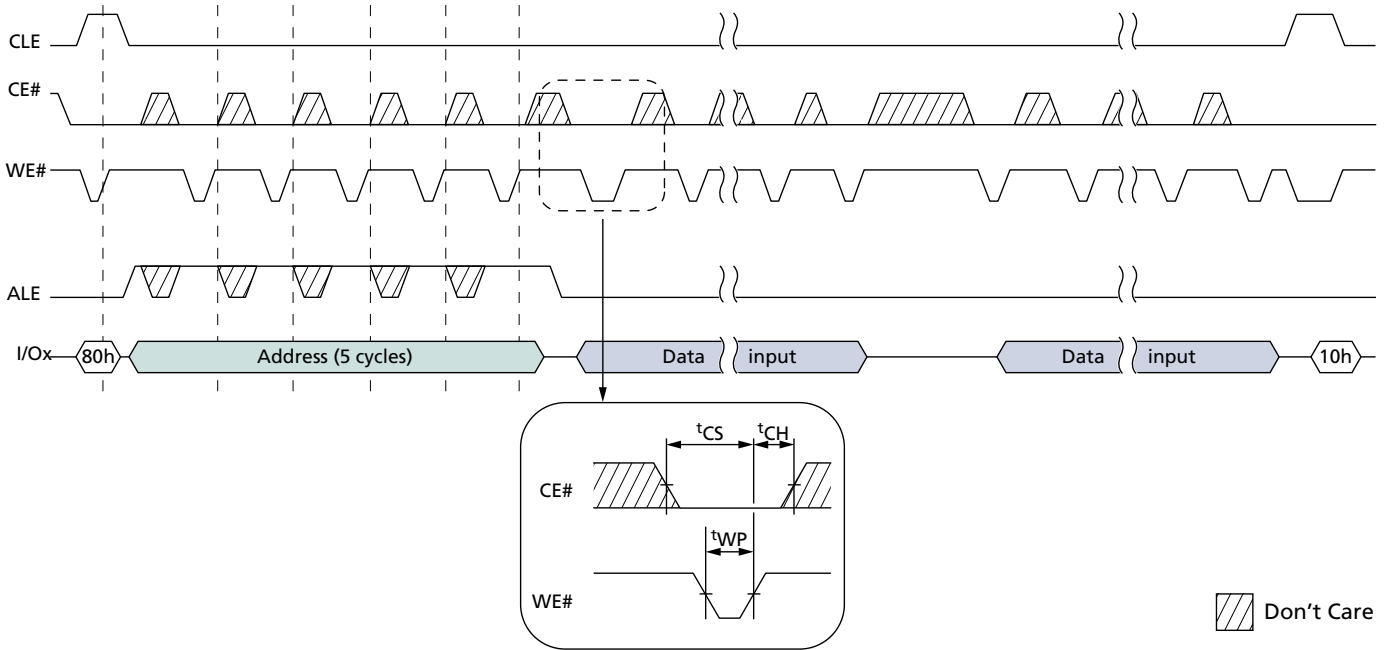 CLE
CE#
WE#
ALE
I/Ox
80h
Address (5 cycles)
Data input
Data input
10h
tCS
tCH
CE#
tWP
WE#
Don't Care